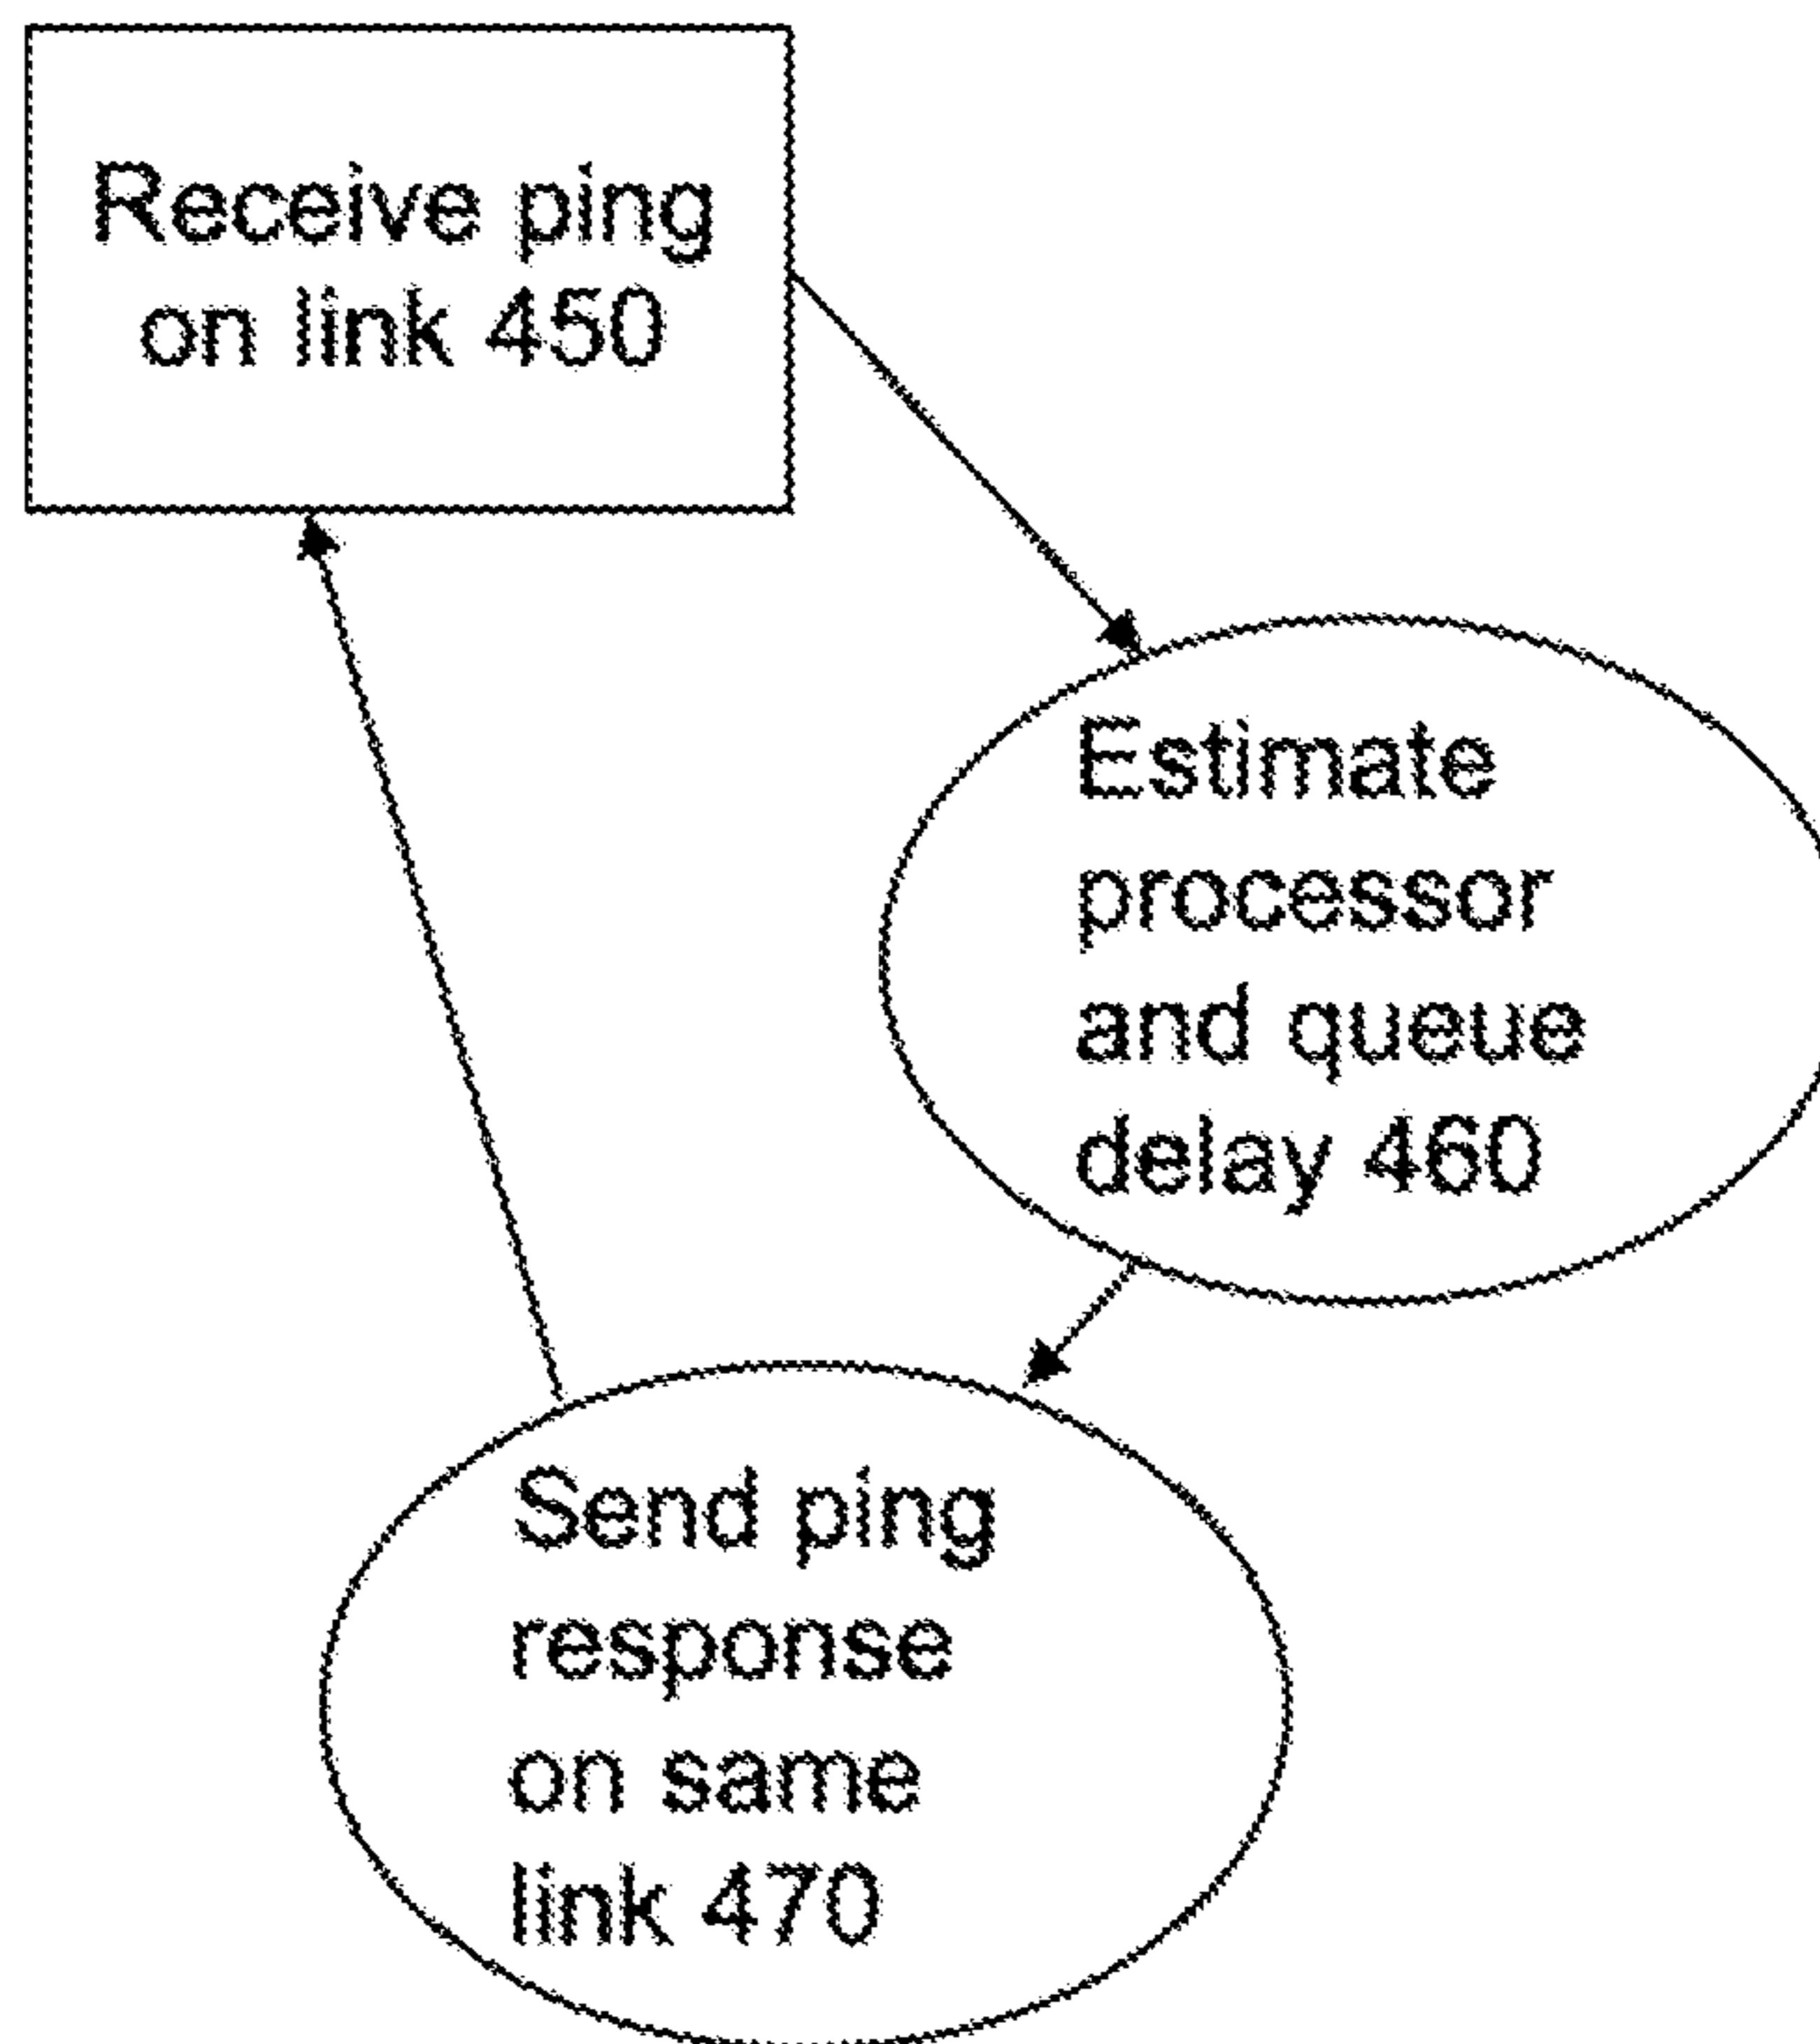 Receive ping
on link 450
Estimate
processor
and queue
delay 460
Send ping
response
on same
link 470